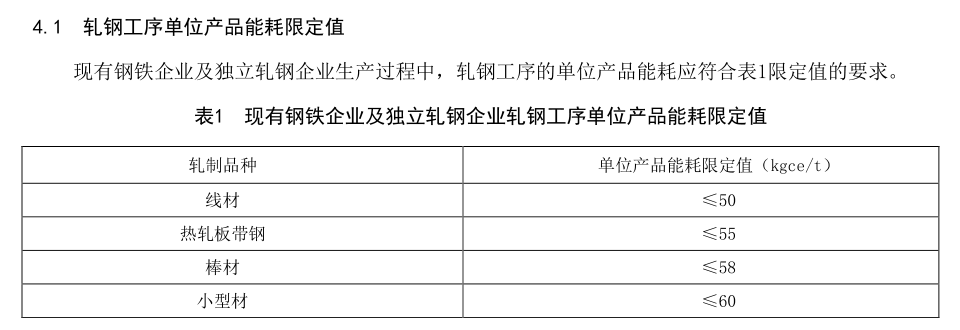 4.1 轧钢工序单位产品能耗限定值
现有钢铁企业及独立轧钢企业生产过程中，轧钢工序的单位产品能耗应符合表1限定值的要求。
表1 现有钢铁企业及独立轧钢企业轧钢工序单位产品能耗限定值
轧制品种 单位产品能耗限定值（kgce/t）
线材 ≤50
热轧板带钢 ≤55
棒材 ≤58
小型材 ≤60